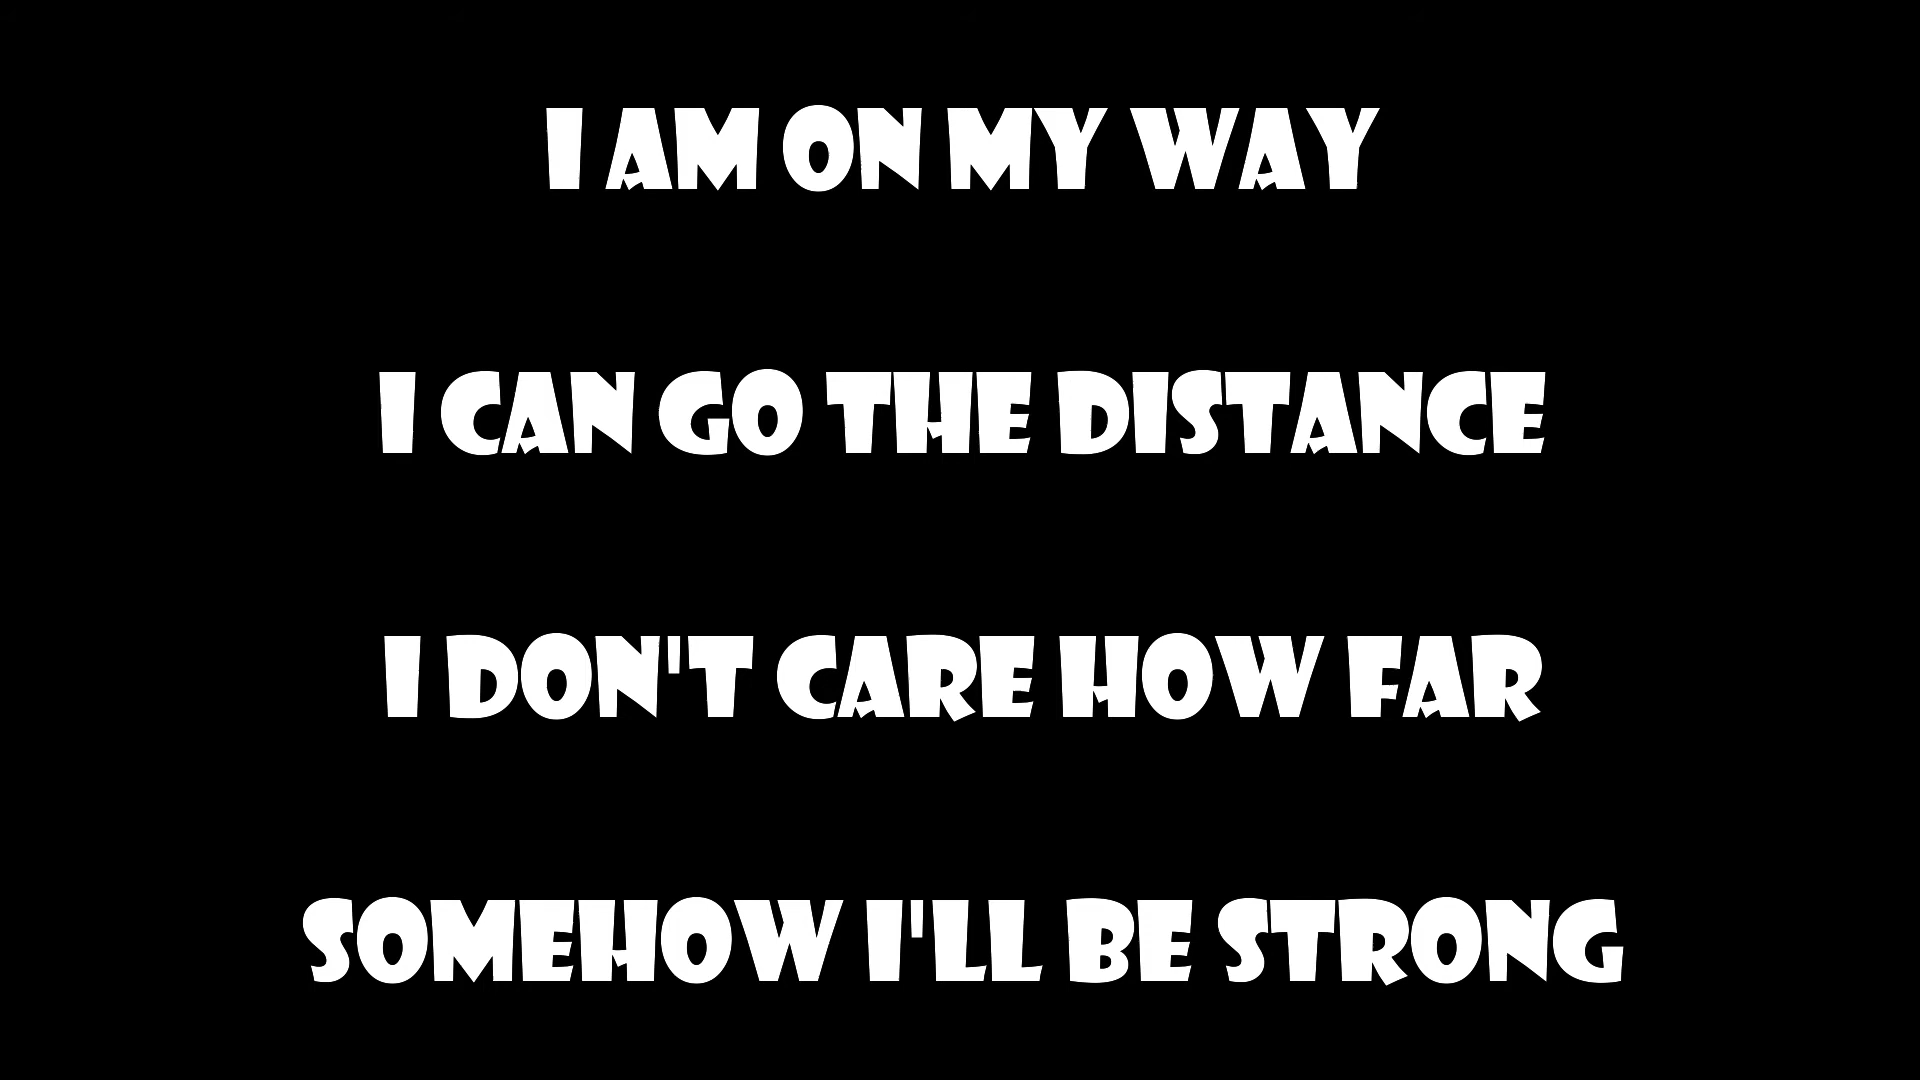 I AM ON MY WAY
I CAN GO THE DISTANCE
I DON'T CARE HOW FAR
SOMEHOW I'LL BE STRONG